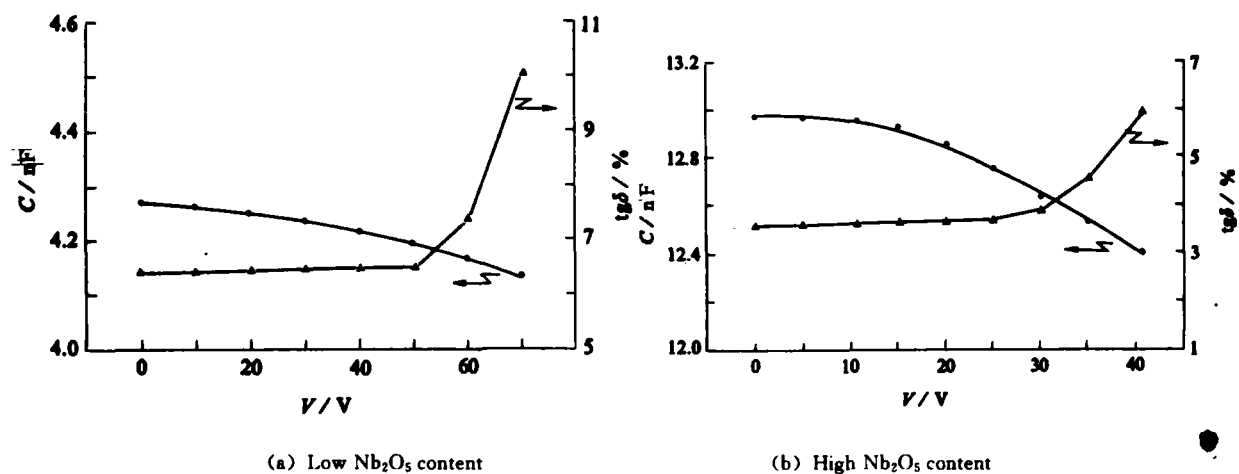 4.6
4.4
4.2
4.0
C / nF
11
9
7
5
tgδ / %
0 20 40 60
V / V
(a) Low Nb₂O₅ content
13.2
12.8
12.4
12.0
C / nF
7
5
3
1
tgδ / %
0 10 20 30 40
V / V
(b) High Nb₂O₅ content